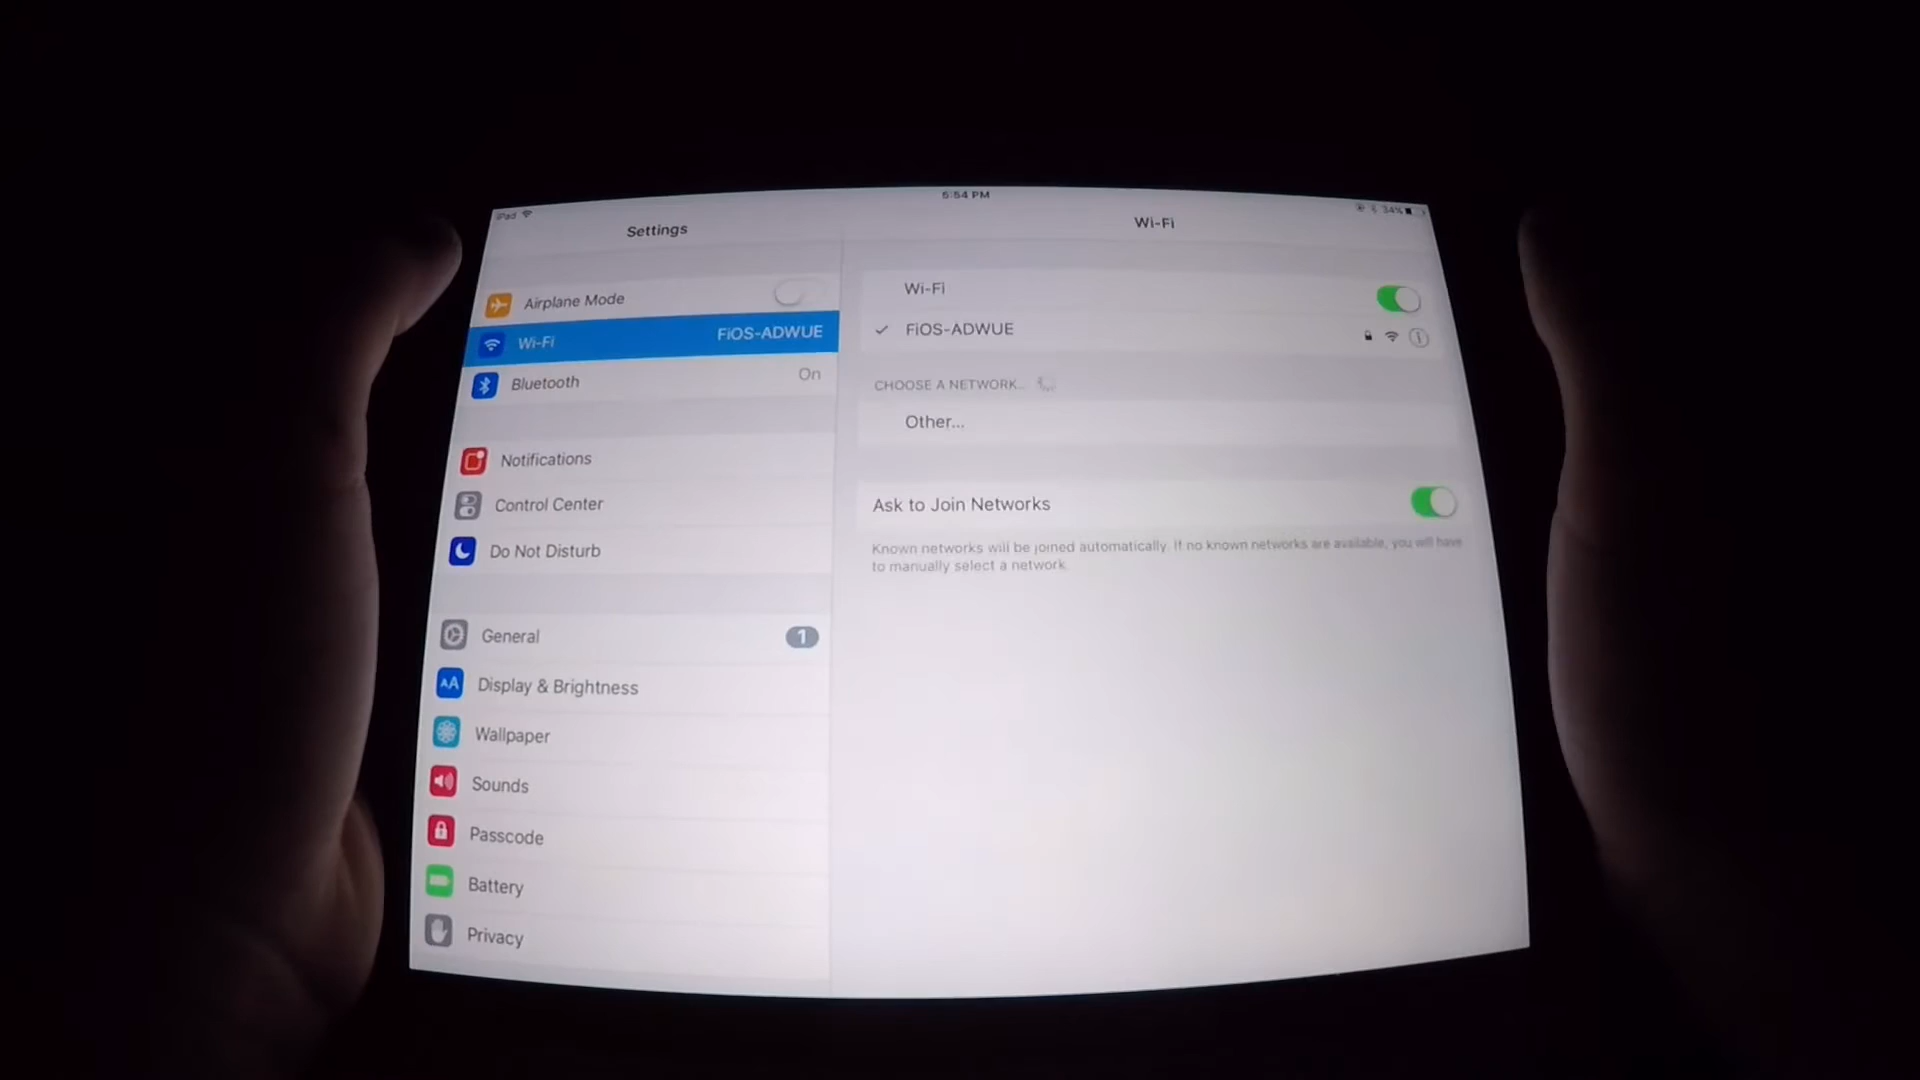 iPad
5:54 PM
34%
Settings
Wi-Fi
Airplane Mode
Wi-Fi FiOS-ADWUE
Bluetooth On
Notifications
Control Center
Do Not Disturb
General 1
AA Display & Brightness
Wallpaper
Sounds
Passcode
Battery
Privacy
Wi-Fi
FiOS-ADWUE
CHOOSE A NETWORK...
Other...
Ask to Join Networks
Known networks will be joined automatically. If no known networks are available, you will have
to manually select a network.